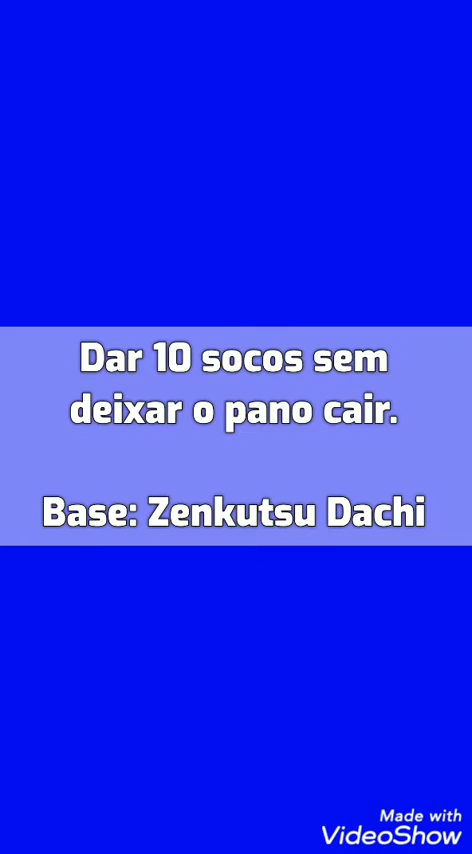 Dar 10 socos sem
deixar o pano cair.
Base: Zenkutsu Dachi
Made with
VideoShow